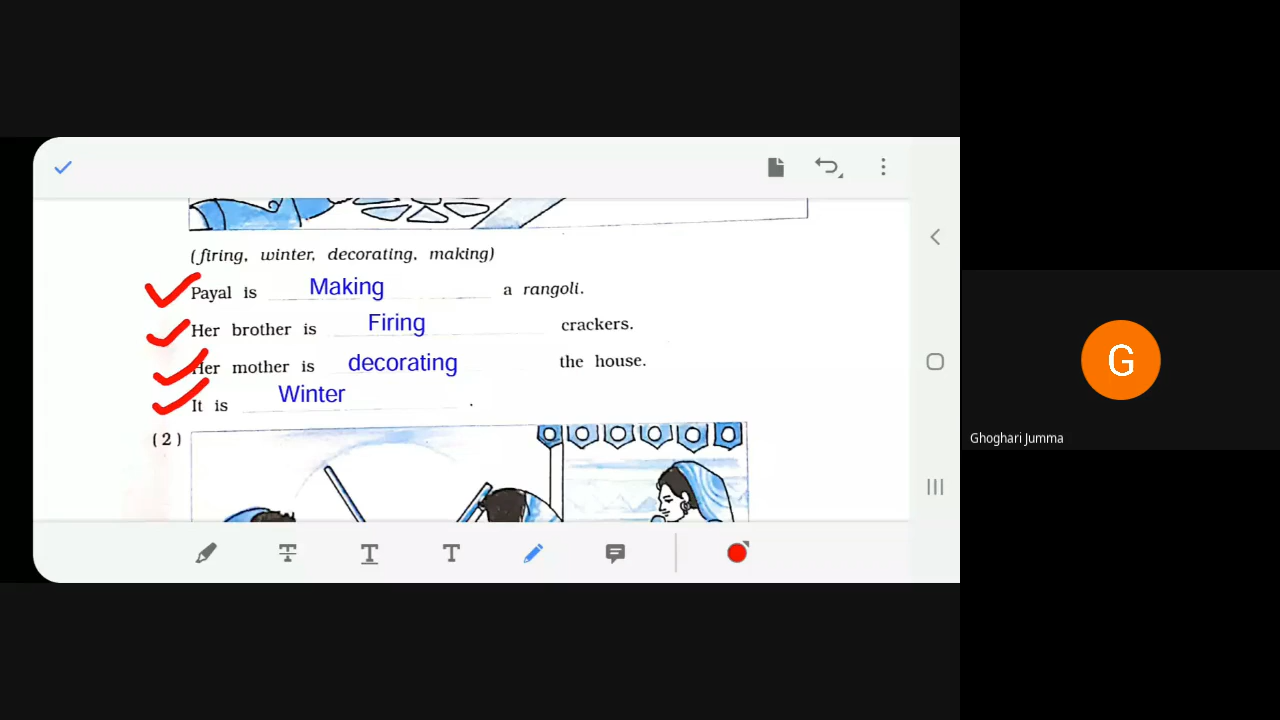 (firing, winter, decorating, making)
Payal is Making a rangoli.
Her brother is Firing crackers.
Her mother is decorating the house.
It is Winter .
(2)
G
Ghoghari Jumma